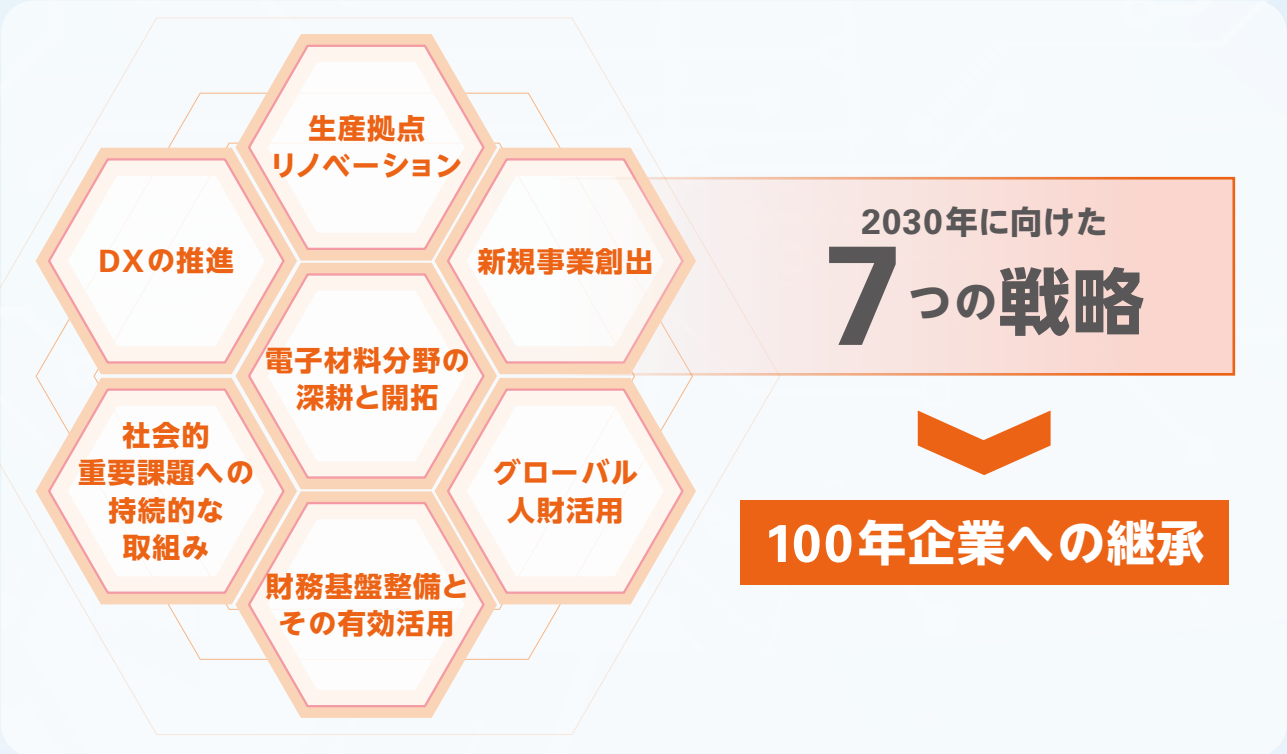 生産拠点
リノベーション
DXの推進
新規事業創出
電子材料分野の
深耕と開拓
社会的
重要課題への
持続的な
取組み
グローバル
人財活用
財務基盤整備と
その有効活用
2030年に向けた
7つの戦略
100年企業への継承